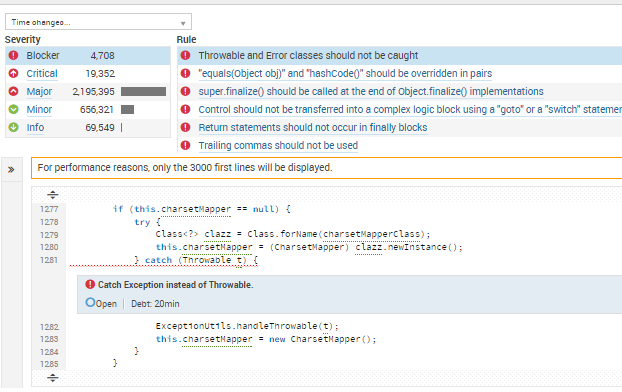 Time changes...
Severity Rule
Blocker 4,708 Throwable and Error classes should not be caught
Critical 19,352 "equals(Object obj)" and "hashCode()" should be overridden in pairs
Major 2,195,395 super.finalize() should be called at the end of Object.finalize() implementations
Minor 656,321 Control should not be transferred into a complex logic block using a "goto" or a "switch" statemer
Info 69,549 Return statements should not occur in finally blocks
Trailing commas should not be used
» For performance reasons, only the 3000 first lines will be displayed.
1277 if (this.charsetMapper == null) {
1278 try {
1279 Class<?> clazz = Class.forName(charsetMapperClass);
1280 this.charsetMapper = (CharsetMapper) clazz.newInstance();
1281 } catch (Throwable t) {
Catch Exception instead of Throwable.
Open | Debt: 20min
1282 ExceptionUtils.handleThrowable(t);
1283 this.charsetMapper = new CharsetMapper();
1284 }
1285 }